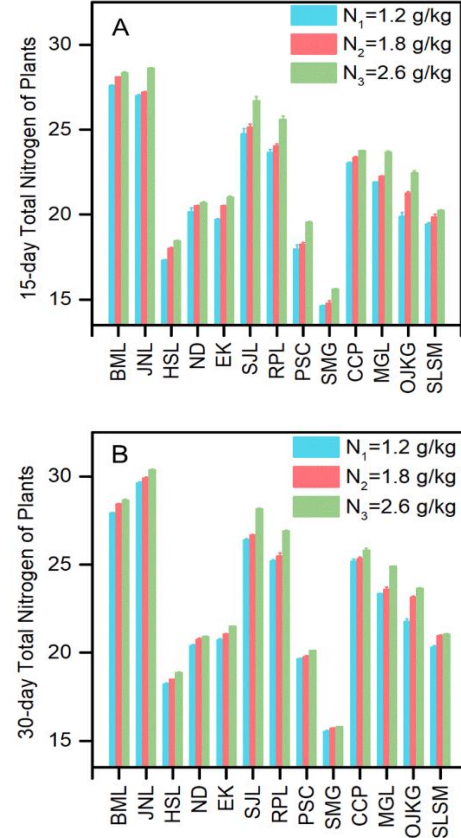 A
N₁=1.2 g/kg
N₂=1.8 g/kg
N₃=2.6 g/kg
30
25
20
15
15-day Total Nitrogen of Plants
BML JNL HSL ND EK SJL RPL PSC SMG CCP MGL OJKG SLSM
B
N₁=1.2 g/kg
N₂=1.8 g/kg
N₃=2.6 g/kg
30
25
20
15
30-day Total Nitrogen of Plants
BML JNL HSL ND EK SJL RPL PSC SMG CCP MGL OJKG SLSM